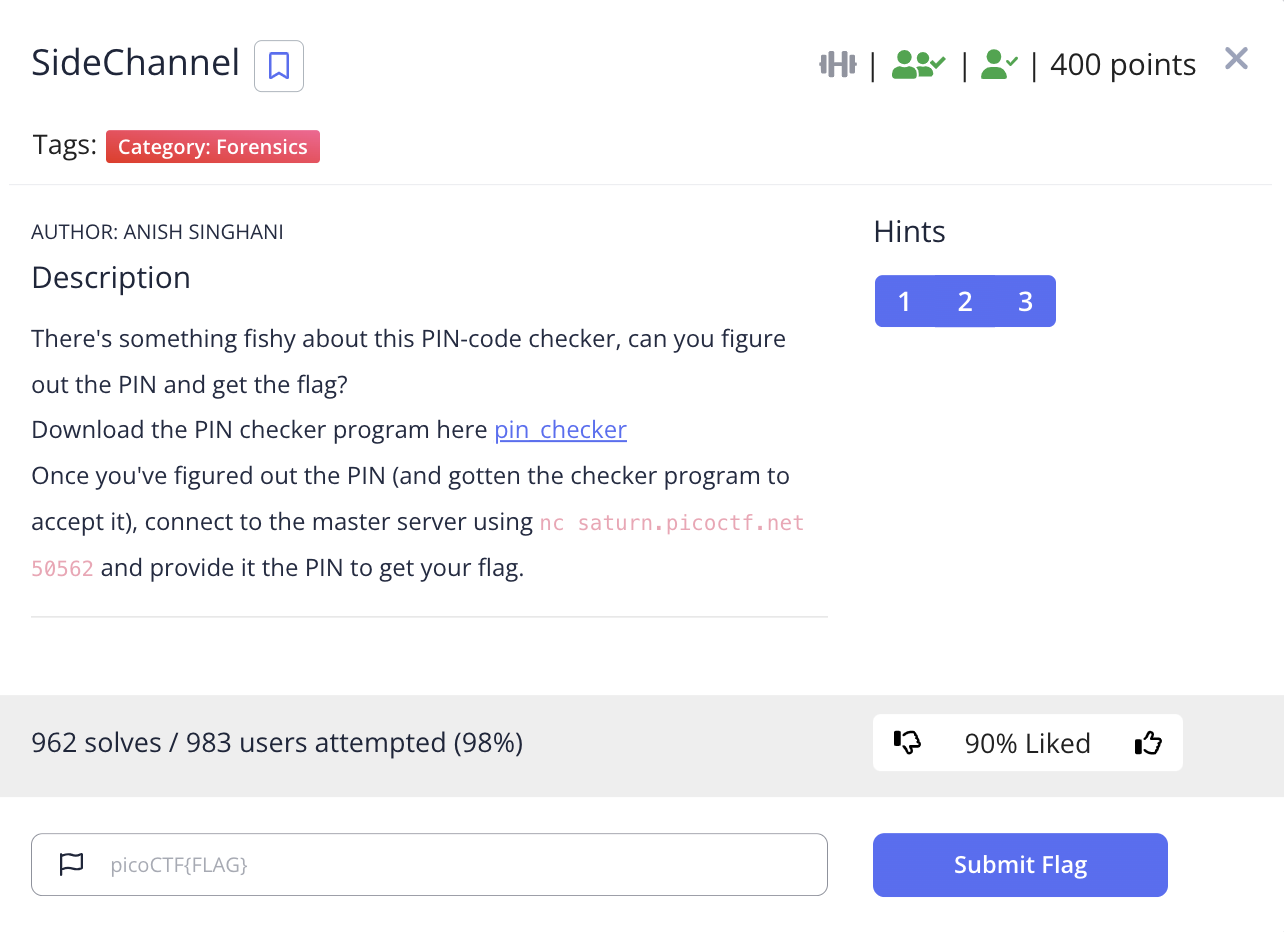 SideChannel
| | | 400 points
Tags: Category: Forensics
AUTHOR: ANISH SINGHANI
Description
There's something fishy about this PIN-code checker, can you figure
out the PIN and get the flag?
Download the PIN checker program here pin_checker
Once you've figured out the PIN (and gotten the checker program to
accept it), connect to the master server using nc saturn.picoctf.net
50562 and provide it the PIN to get your flag.
Hints
1 2 3
962 solves / 983 users attempted (98%)
90% Liked
picoCTF{FLAG}
Submit Flag